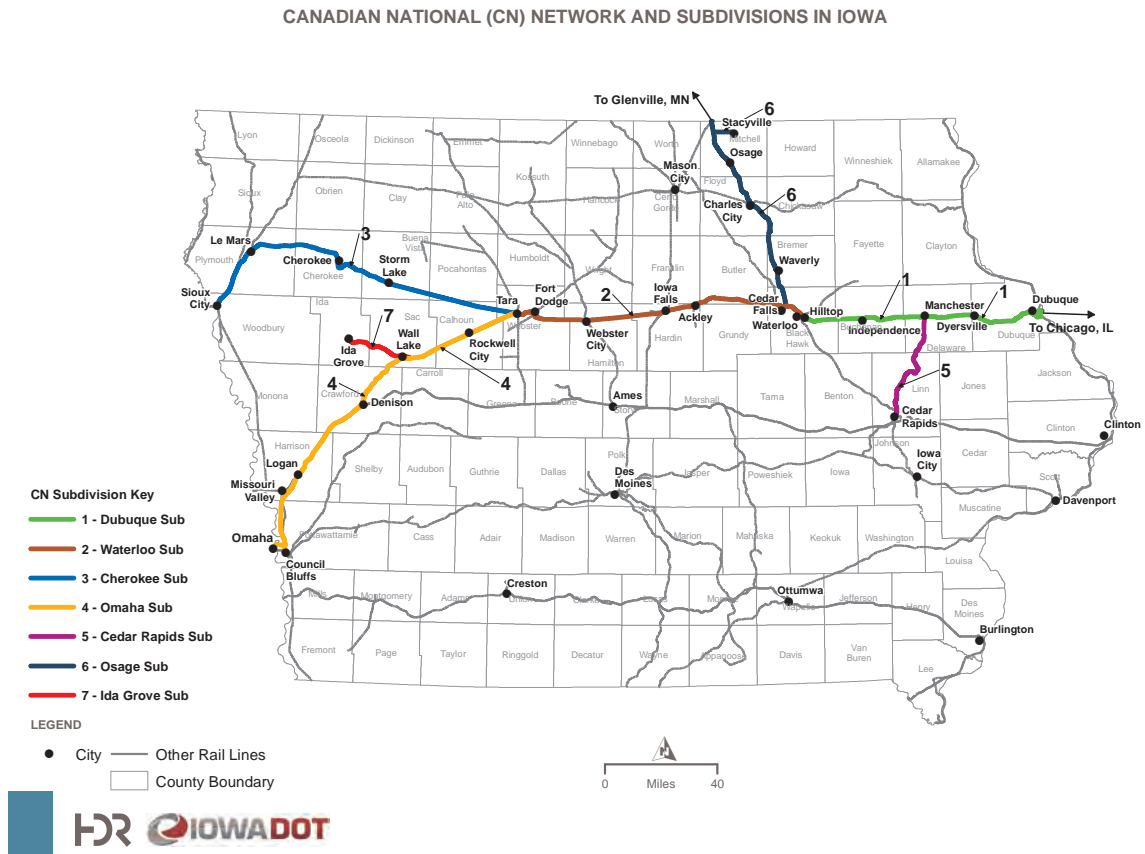 CANADIAN NATIONAL (CN) NETWORK AND SUBDIVISIONS IN IOWA
To Glenville, MN
6
Stacyville
Lyon
Osceola
Dickinson
Emmet
Winnebago
Worth
Mitchell
Howard
Winneshiek
Allamakee
Osage
Mason
City
Kossuth
Sioux
Obrien
Clay
Palo
Alto
Hancock
Cerro
Gordo
Floyd
6
Charles
City
Chickasaw
Le Mars
3
Buena
Vista
Plymouth
Cherokee
Cherokee
Storm
Lake
Pocahontas
Humboldt
Wright
Franklin
Butler
Bremer
Waverly
Fayette
Clayton
Sioux
City
Ida
Sac
Calhoun
Tara
Fort
Dodge
Webster
2
Iowa
Falls
Ackley
Cedar
Falls
Waterloo
Hilltop
1
Manchester
1
Dubuque
To Chicago, IL
Woodbury
7
Wall
Lake
Rockwell
City
Webster
City
Hamilton
Hardin
Grundy
Black
Hawk
Buchanan
Independence
Dyersville
Delaware
Dubuque
Ida
Grove
Monona
4
Crawford
Denison
Carroll
4
Greene
Boone
Ames
Story
Marshall
Tama
Benton
5
Linn
Jones
Jackson
Cedar
Rapids
Clinton
Clinton
Harrison
Logan
Shelby
Audubon
Guthrie
Dallas
Polk
Jasper
Poweshiek
Iowa
Johnson
Iowa
City
Cedar
Scott
Missouri
Valley
Des
Moines
Davenport
Muscatine
Omaha
Pottawattamie
Council
Bluffs
Cass
Adair
Madison
Warren
Marion
Mahaska
Keokuk
Washington
Louisa
Mills
Montgomery
Adams
Creston
Union
Clarke
Lucas
Monroe
Ottumwa
Wapello
Jefferson
Henry
Des
Moines
Burlington
Fremont
Page
Taylor
Ringgold
Decatur
Wayne
Appanoose
Davis
Van
Buren
Lee
CN Subdivision Key
1 - Dubuque Sub
2 - Waterloo Sub
3 - Cherokee Sub
4 - Omaha Sub
5 - Cedar Rapids Sub
6 - Osage Sub
7 - Ida Grove Sub
LEGEND
City
Other Rail Lines
County Boundary
N
0
Miles
40
HDR
IOWADOT